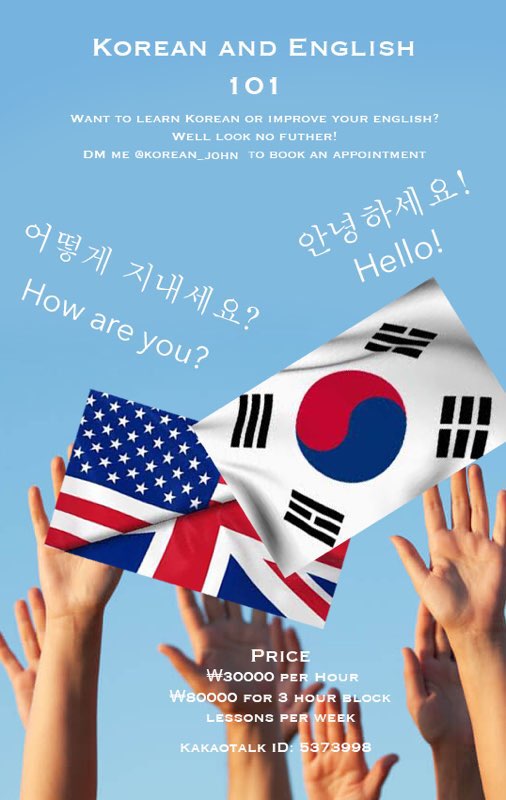 Korean and English
101
Want to learn Korean or improve your english?
Well look no futher!
DM me @korean_john to book an appointment
안녕하세요!
Hello!
어떻게 지내세요?
How are you?
Price
₩30000 per Hour
₩80000 for 3 hour block
lessons per week
Kakaotalk ID: 5373998